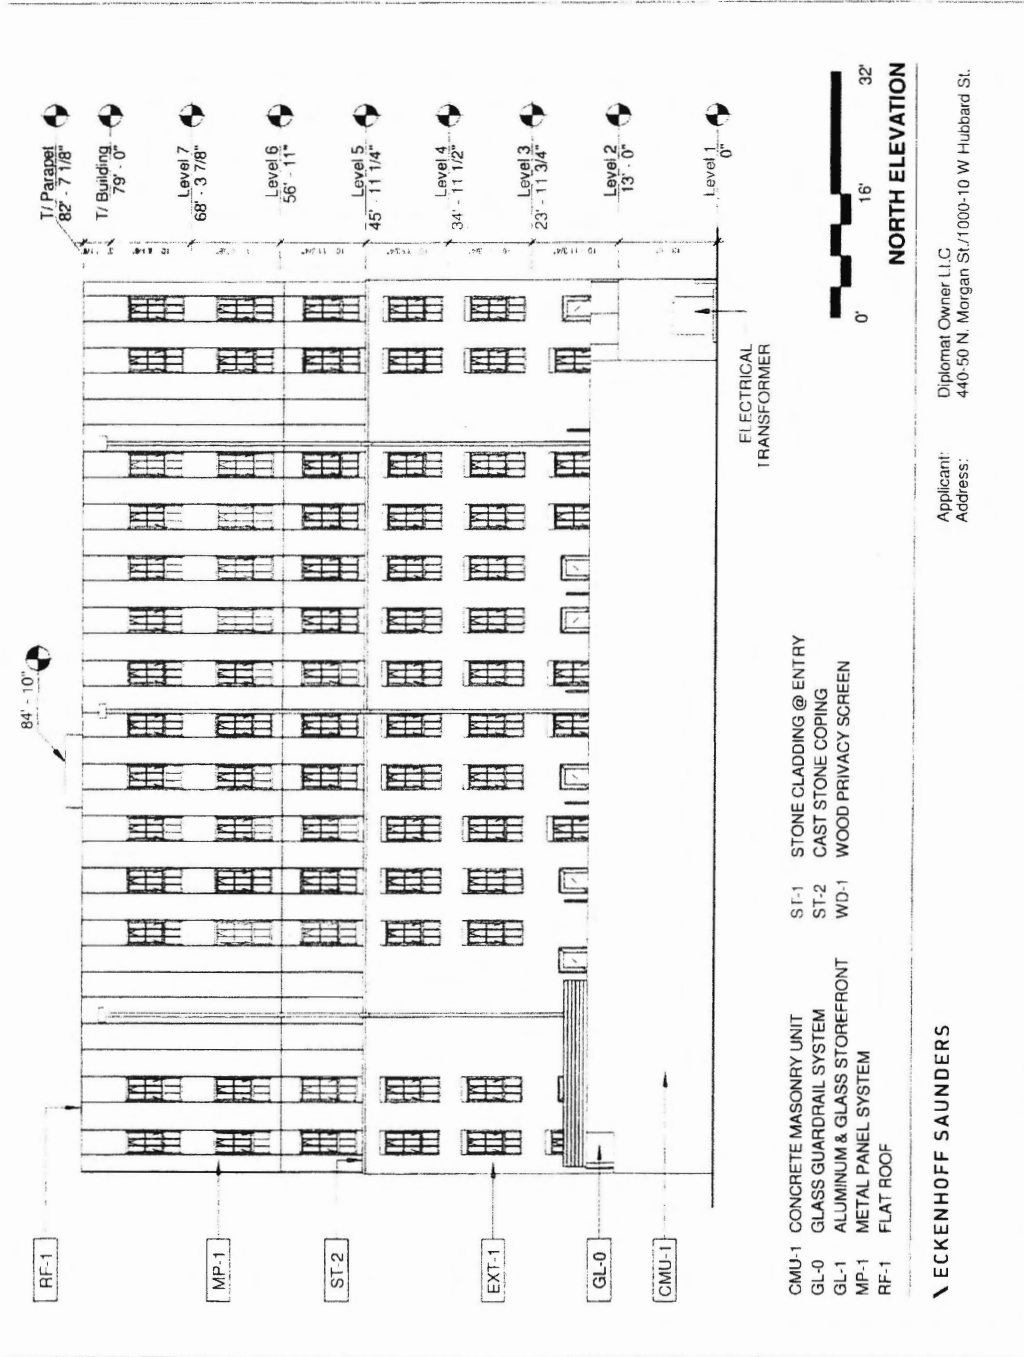 84' - 10"
T/ Parapet
82' - 7 1/8"
T/ Building
79' - 0"
Level 7
68' - 3 7/8"
Level 6
56' - 11"
Level 5
45' - 11 1/4"
Level 4
34' - 11 1/2"
Level 3
23' - 11 3/4"
Level 2
13' - 0"
Level 1
0"
RF-1
MP-1
ST-2
EXT-1
GL-0
CMU-1
ELECTRICAL
TRANSFORMER
CMU-1 CONCRETE MASONRY UNIT
GL-0 GLASS GUARDRAIL SYSTEM
GL-1 ALUMINUM & GLASS STOREFRONT
MP-1 METAL PANEL SYSTEM
RF-1 FLAT ROOF
ST-1 STONE CLADDING @ ENTRY
ST-2 CAST STONE COPING
WD-1 WOOD PRIVACY SCREEN
0' 16' 32'
NORTH ELEVATION
ECKENHOFF SAUNDERS
Applicant: Diplomat Owner LLC
Address: 440-50 N. Morgan St./1000-10 W Hubbard St.